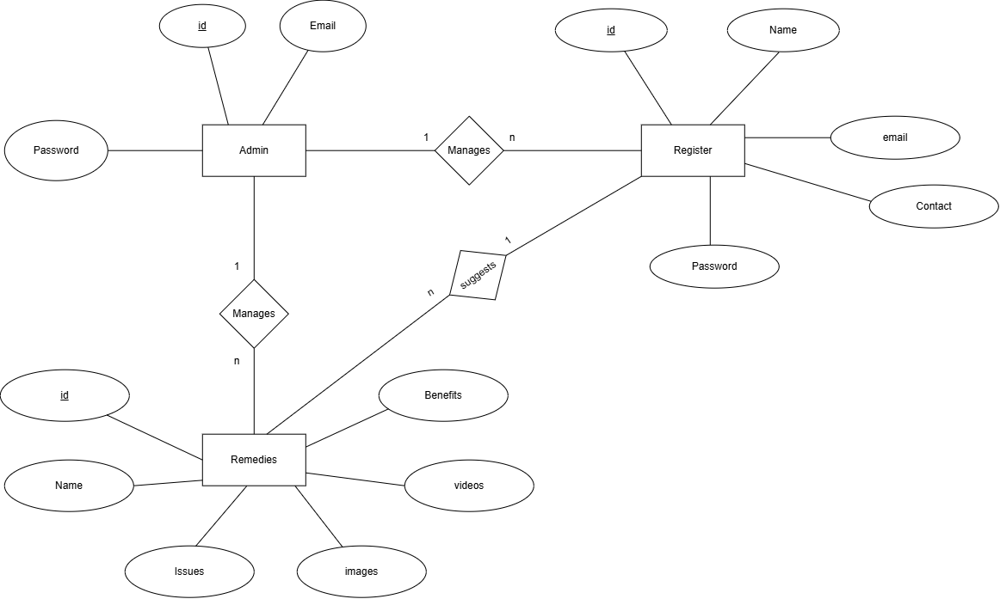 id
Email
id
Name
Password
Admin
1
Manages
n
Register
email
Contact
Password
1
suggests
n
1
Manages
n
id
Benefits
Remedies
Name
videos
Issues
images